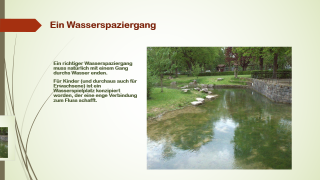 Ein Wasserspaziergang
Ein richtiger Wasserspaziergang
muss natürlich mit einem Gang
durchs Wasser enden.
Für Kinder (und durchaus auch für
Erwachsene) ist ein
Wasserspielplatz konzipiert
worden, der eine enge Verbindung
zum Fluss schafft.